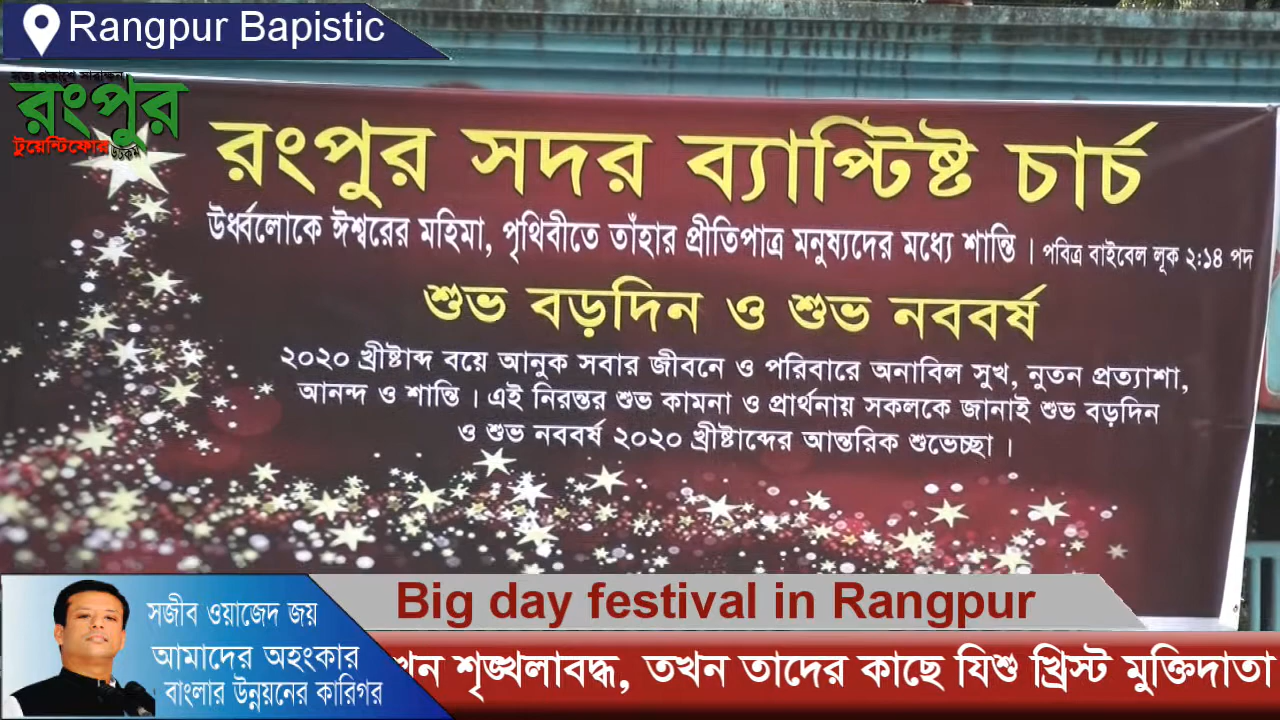 Rangpur Bapistic
রংপুর
টুয়েন্টিফোর
ডটকম
রংপুর সদর ব্যাপ্টিষ্ট চার্চ
উর্ধ্বলোকে ঈশ্বরের মহিমা, পৃথিবীতে তাঁহার প্রীতিপাত্র মনুষ্যদের মধ্যে শান্তি । পবিত্র বাইবেল লূক ২:১৪ পদ
শুভ বড়দিন ও শুভ নববর্ষ
২০২০ খ্রীষ্টাব্দ বয়ে আনুক সবার জীবনে ও পরিবারে অনাবিল সুখ, নুতন প্রত্যাশা,
আনন্দ ও শান্তি । এই নিরন্তর শুভ কামনা ও প্রার্থনায় সকলকে জানাই শুভ বড়দিন
ও শুভ নববর্ষ ২০২০ খ্রীষ্টাব্দের আন্তরিক শুভেচ্ছা ।
Big day festival in Rangpur
সজীব ওয়াজেদ জয়
আমাদের অহংকার
বাংলার উন্নয়নের কারিগর
খন শৃঙ্খলাবদ্ধ, তখন তাদের কাছে যিশু খ্রিস্ট মুক্তিদাতা